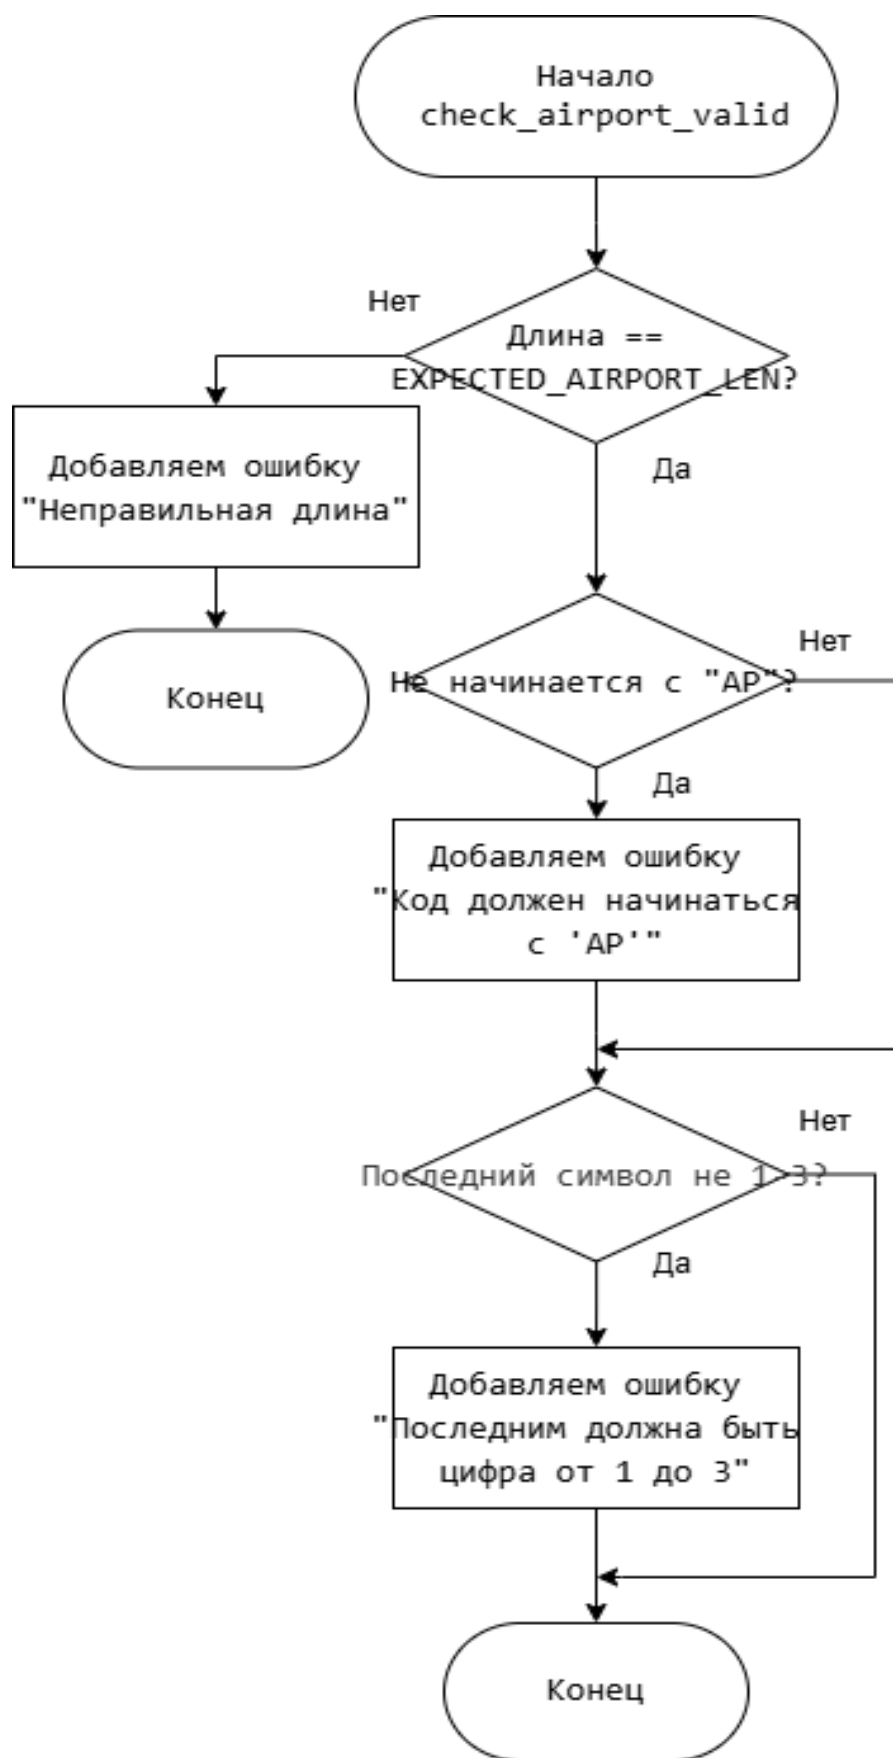 Начало
check_airport_valid
Нет
Длина ==
EXPECTED_AIRPORT_LEN?
Да
Добавляем ошибку
"Неправильная длина"
Конец
Не начинается с "AP"?
Нет
Да
Добавляем ошибку
"Код должен начинаться
с 'AP'"
Последний символ не 1-3?
Нет
Да
Добавляем ошибку
"Последним должна быть
цифра от 1 до 3"
Конец